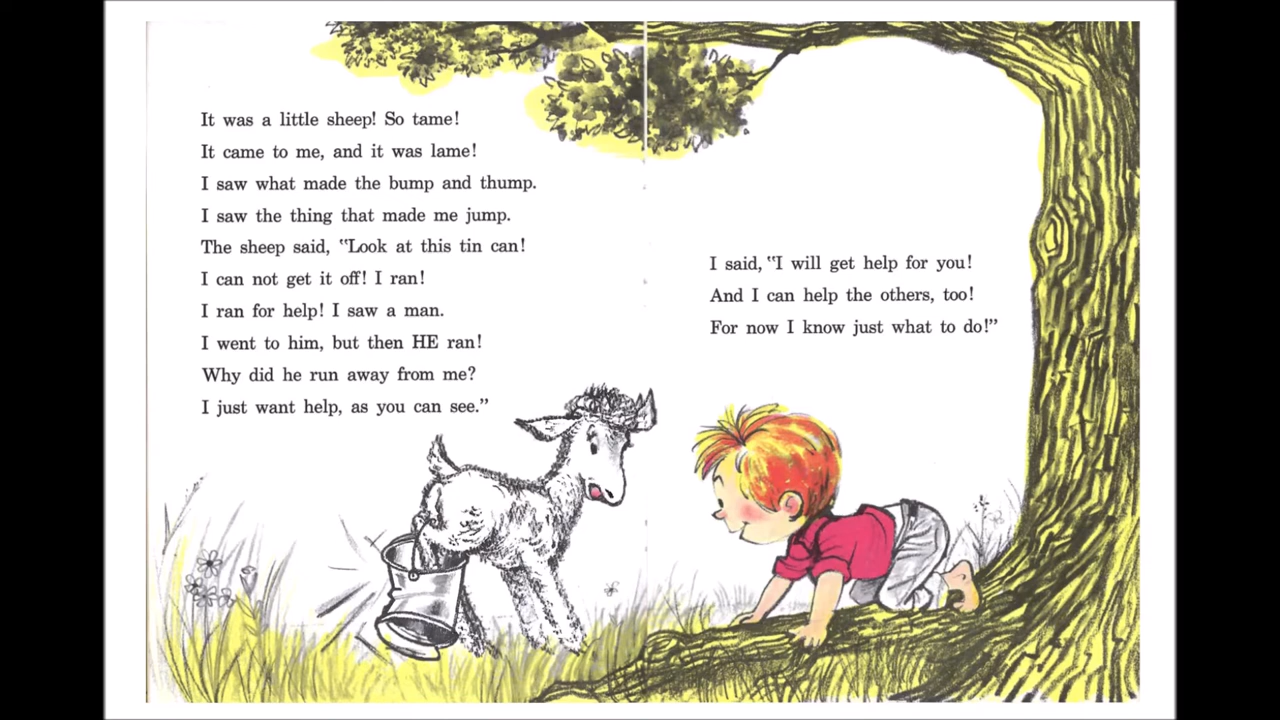 It was a little sheep! So tame!
It came to me, and it was lame!
I saw what made the bump and thump.
I saw the thing that made me jump.
The sheep said, "Look at this tin can!
I can not get it off! I ran!
I ran for help! I saw a man.
I went to him, but then HE ran!
Why did he run away from me?
I just want help, as you can see."
I said, "I will get help for you!
And I can help the others, too!
For now I know just what to do!"